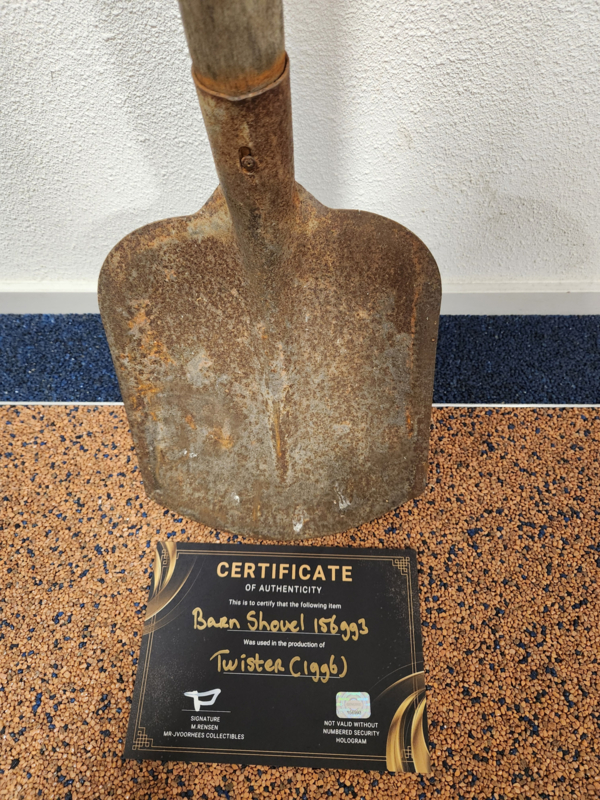 CERTIFICATE
OF AUTHENTICITY
This is to certify that the following item
Baen Shovel 156993
Was used in the production of
Twister (1996)
SIGNATURE
M.RENSEN
MR-JVOORHEES COLLECTIBLES
NOT VALID WITHOUT
NUMBERED SECURITY
HOLOGRAM